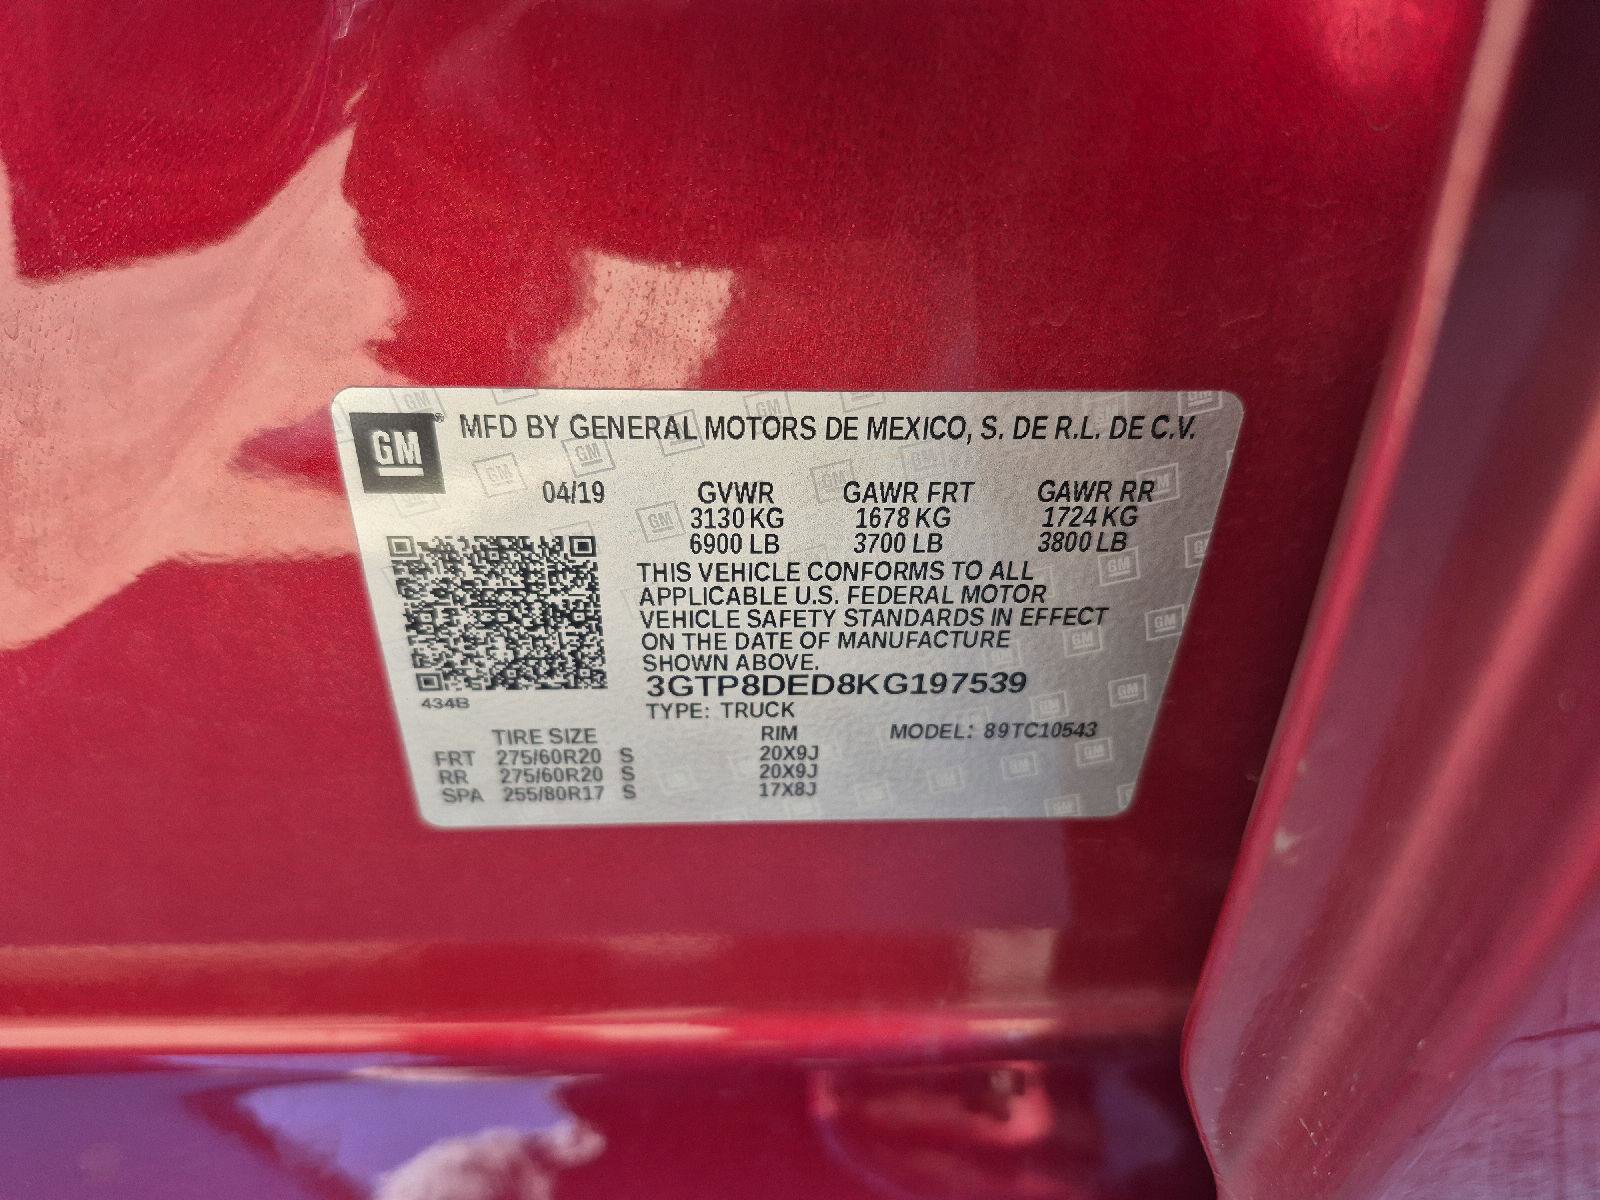 GM MFD BY GENERAL MOTORS DE MEXICO, S. DE R.L. DE C.V.
04/19 GVWR GAWR FRT GAWR RR
3130 KG 1678 KG 1724 KG
6900 LB 3700 LB 3800 LB
THIS VEHICLE CONFORMS TO ALL
APPLICABLE U.S. FEDERAL MOTOR
VEHICLE SAFETY STANDARDS IN EFFECT
ON THE DATE OF MANUFACTURE
SHOWN ABOVE.
3GTP8DED8KG197539
434B
TYPE: TRUCK
TIRE SIZE RIM MODEL: 89TC10543
FRT 275/60R20 S 20X9J
RR 275/60R20 S 20X9J
SPA 255/80R17 S 17X8J